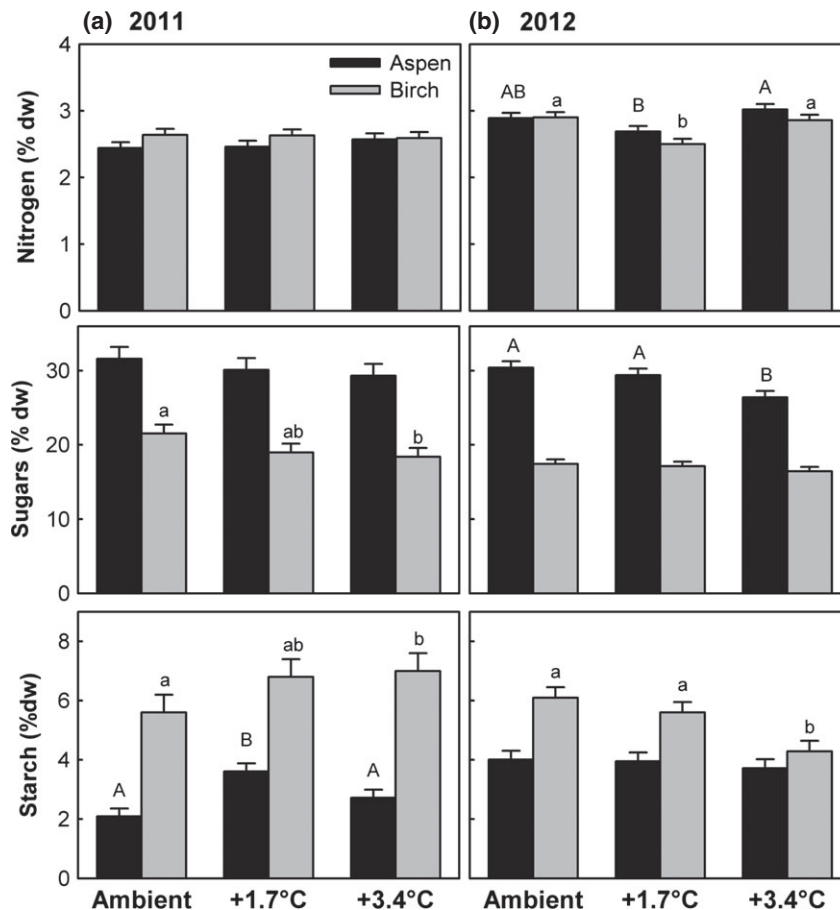 (a) 2011
(b) 2012
Nitrogen (% dw)
4
3
2
1
0
Aspen
Birch
AB a B b A a
Sugars (% dw)
30
20
10
0
a ab b
A A B
Starch (%dw)
8
6
4
2
0
A a B ab A b
a a b
Ambient +1.7°C +3.4°C
Ambient +1.7°C +3.4°C